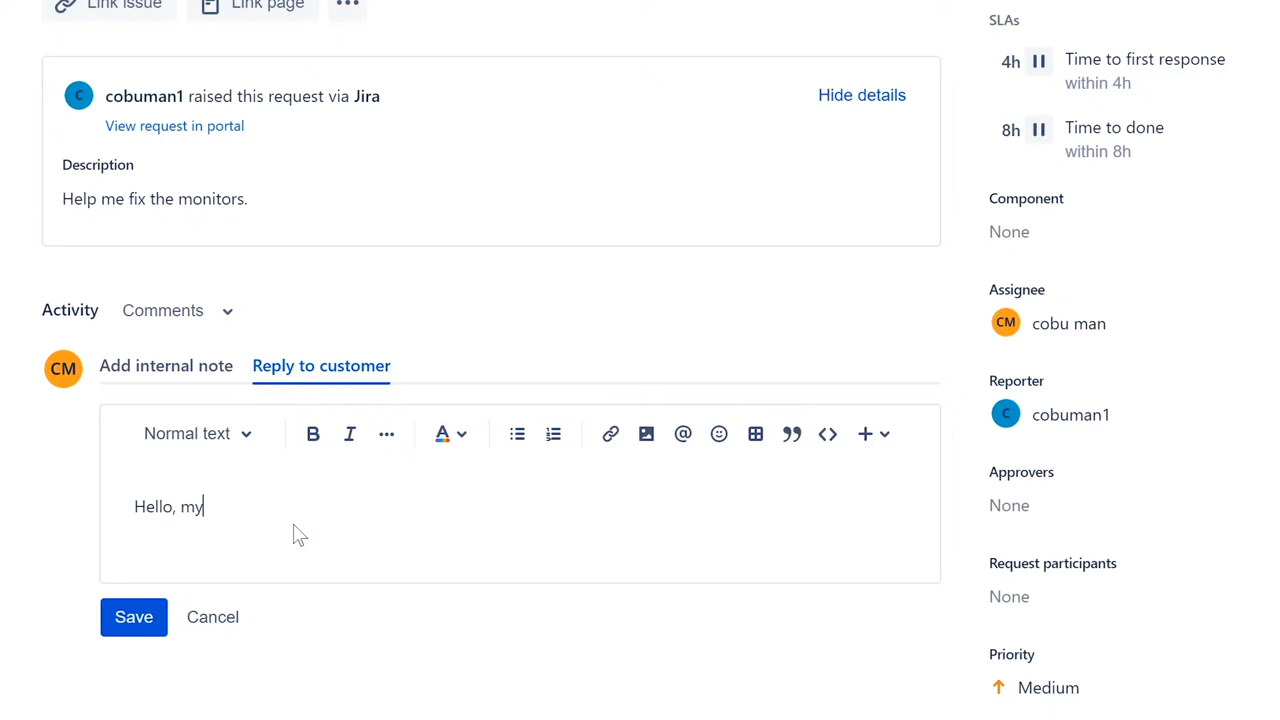 Link issue
Link page
C
cobuman1 raised this request via Jira
Hide details
View request in portal
Description
Help me fix the monitors.
Activity
Comments
CM
Add internal note
Reply to customer
Normal text
B
I
A
Hello, my
Save
Cancel
SLAs
4h
Time to first response
within 4h
8h
Time to done
within 8h
Component
None
Assignee
CM
cobu man
Reporter
C
cobuman1
Approvers
None
Request participants
None
Priority
Medium